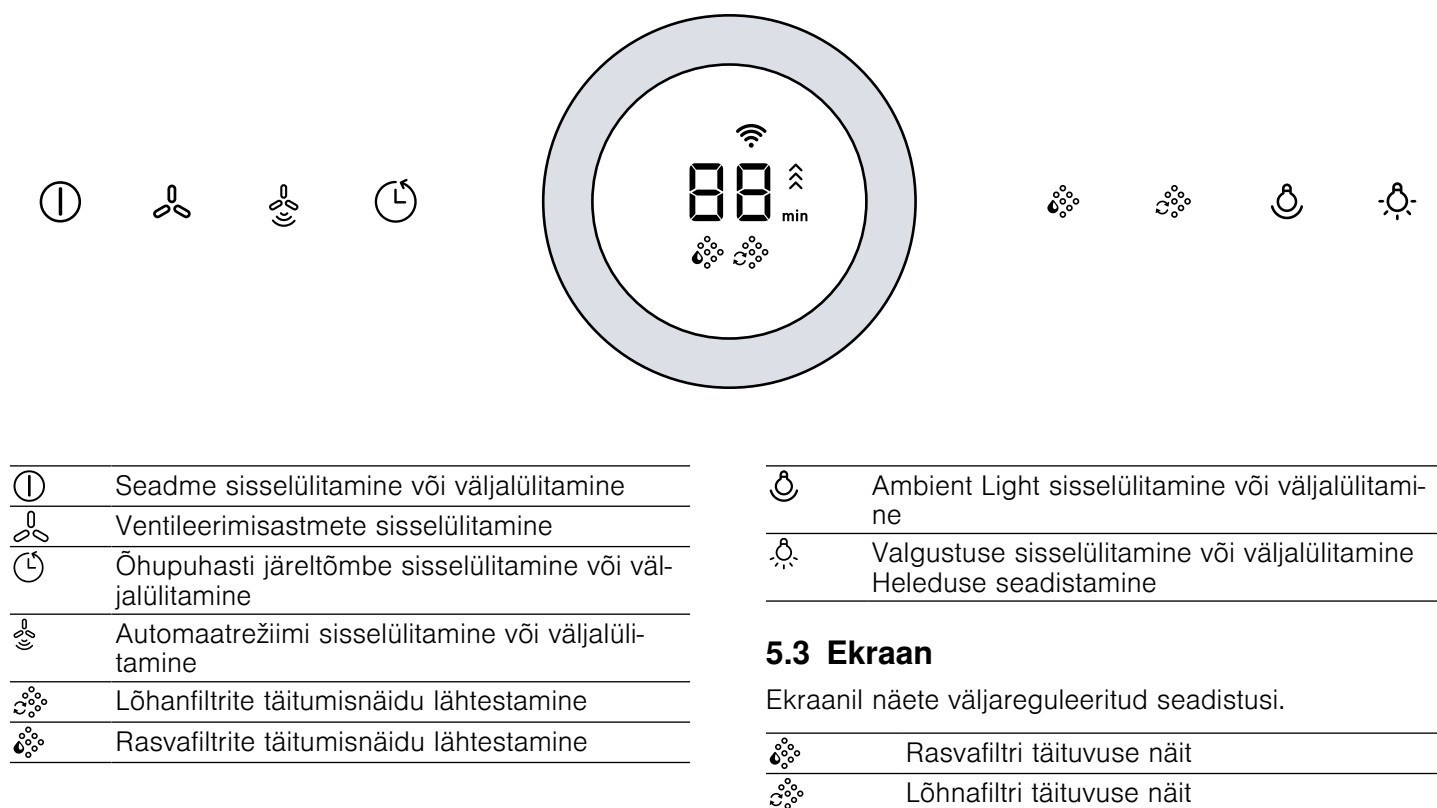 88
min
Seadme sisselülitamine või väljalülitamine
Ventileerimisastmete sisselülitamine
Õhupuhasti järeltõmbe sisselülitamine või väl-
jalülitamine
Automaatrežiimi sisselülitamine või väljalüli-
tamine
Lõhanfiltrite täitumisnäidu lähtestamine
Rasvafiltrite täitumisnäidu lähtestamine
Ambient Light sisselülitamine või väljalülitami-
ne
Valgustuse sisselülitamine või väljalülitamine
Heleduse seadistamine
5.3 Ekraan
Ekraanil näete väljareguleeritud seadistusi.
Rasvafiltri täituvuse näit
Lõhnafiltri täituvuse näit